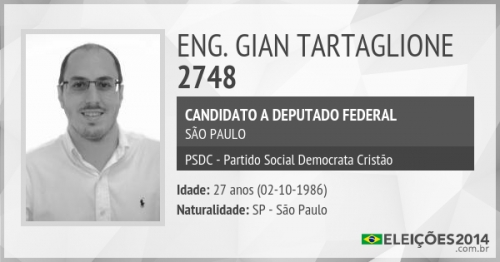 ENG. GIAN TARTAGLIONE
2748
CANDIDATO A DEPUTADO FEDERAL
SÃO PAULO
PSDC - Partido Social Democrata Cristão
Idade: 27 anos (02-10-1986)
Naturalidade: SP - São Paulo
ELEIÇÕES2014
.com.br